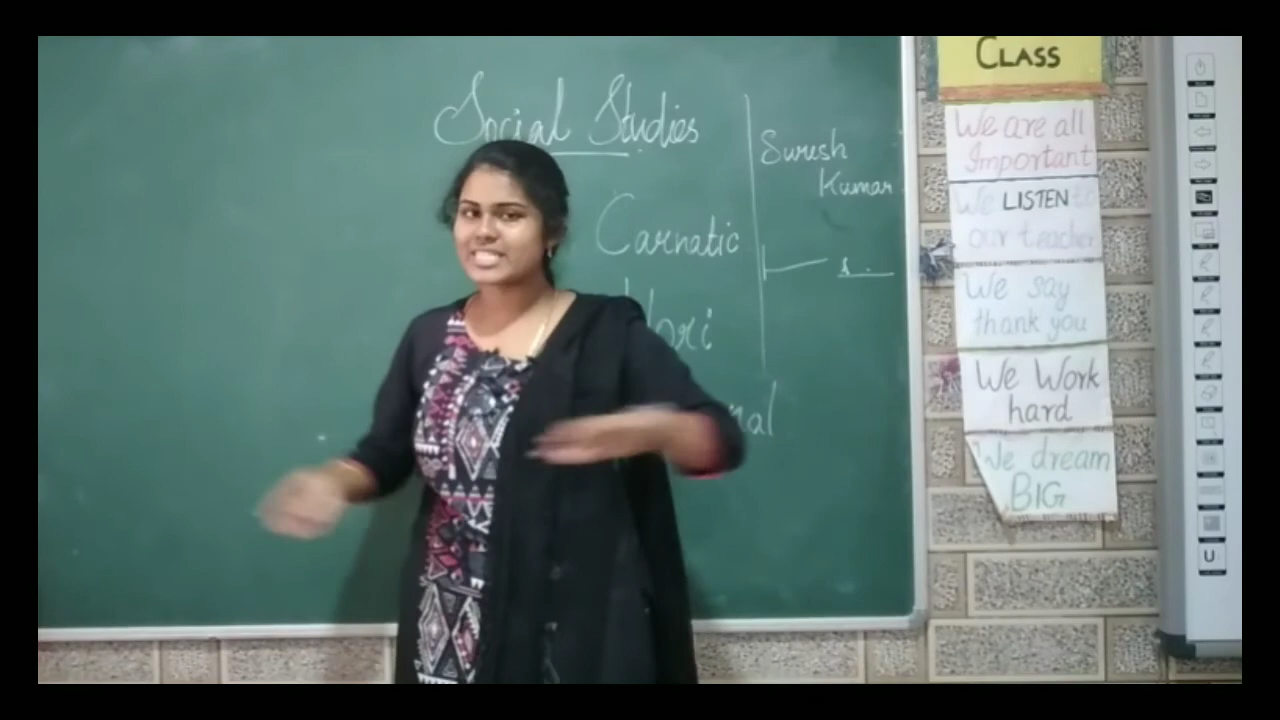 Social Studies
Suresh
Kumar
Carnatic
CLASS
We are all
Important
We LISTEN to
our teacher
We say
thank you
We Work
hard
We dream
BIG
U